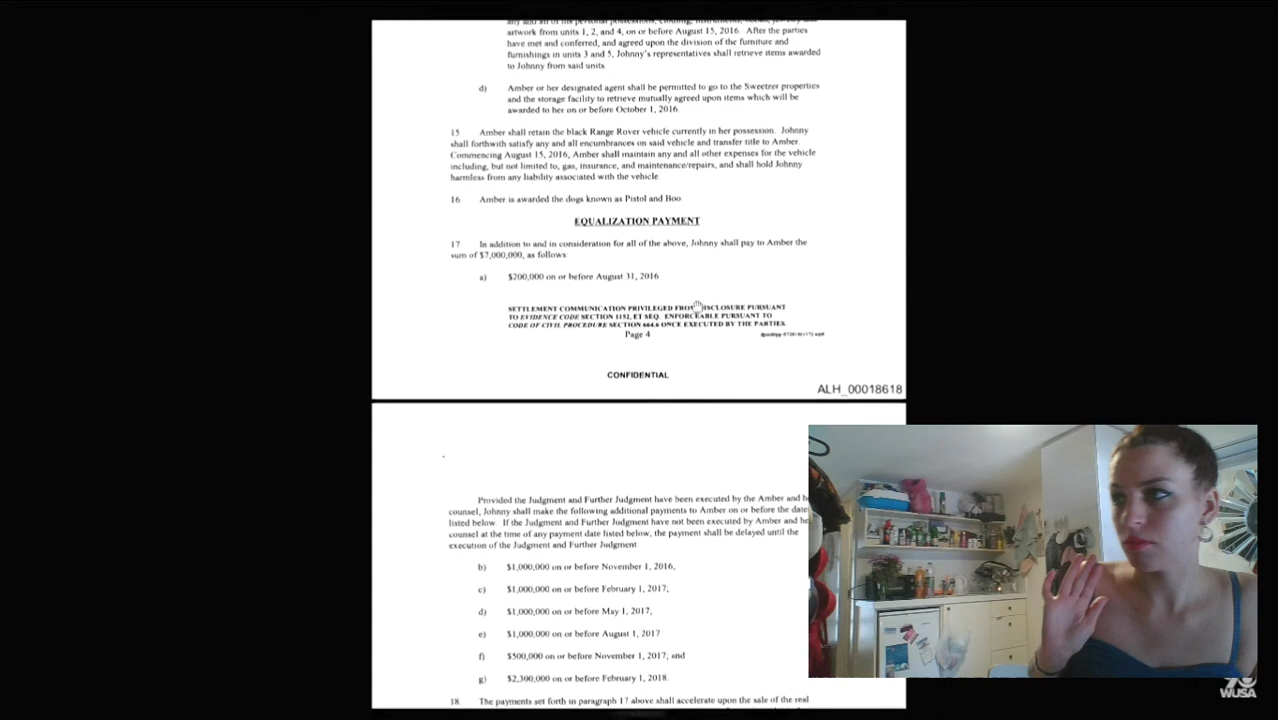 artwork from units 1, 2, and 4, on or before August 15, 2016. After the parties
have met and conferred, and agreed upon the division of the furniture and
furnishings in units 3 and 5, Johnny's representatives shall retrieve items awarded
to Johnny from said units.
d) Amber or her designated agent shall be permitted to go to the Sweetzer properties
and the storage facility to retrieve mutually agreed upon items which will be
awarded to her on or before October 1, 2016.
15. Amber shall retain the black Range Rover vehicle currently in her possession. Johnny
shall forthwith satisfy any and all encumbrances on said vehicle and transfer title to Amber.
Commencing August 15, 2016, Amber shall maintain any and all other expenses for the vehicle
including, but not limited to, gas, insurance, and maintenance/repairs, and shall hold Johnny
harmless from any liability associated with the vehicle.
16. Amber is awarded the dogs known as Pistol and Boo.
EQUALIZATION PAYMENT
17. In addition to and in consideration for all of the above, Johnny shall pay to Amber the
sum of $7,000,000, as follows:
a) $200,000 on or before August 31, 2016
SETTLEMENT COMMUNICATION PRIVILEGED FROM DISCLOSURE PURSUANT
TO EVIDENCE CODE SECTION 1152, ET SEQ. ENFORCEABLE PURSUANT TO
CODE OF CIVIL PROCEDURE SECTION 664.6 ONCE EXECUTED BY THE PARTIES.
Page 4
CONFIDENTIAL
ALH_00018618
Provided the Judgment and Further Judgment have been executed by the Amber and he
counsel, Johnny shall make the following additional payments to Amber on or before the date
listed below. If the Judgment and Further Judgment have not been executed by Amber and he
counsel at the time of any payment date listed below, the payment shall be delayed until the
execution of the Judgment and Further Judgment.
b) $1,000,000 on or before November 1, 2016,
c) $1,000,000 on or before February 1, 2017;
d) $1,000,000 on or before May 1, 2017,
e) $1,000,000 on or before August 1, 2017
f) $500,000 on or before November 1, 2017; and
g) $2,300,000 on or before February 1, 2018.
18. The payments set forth in paragraph 17 above shall accelerate upon the sale of the real
WUSA